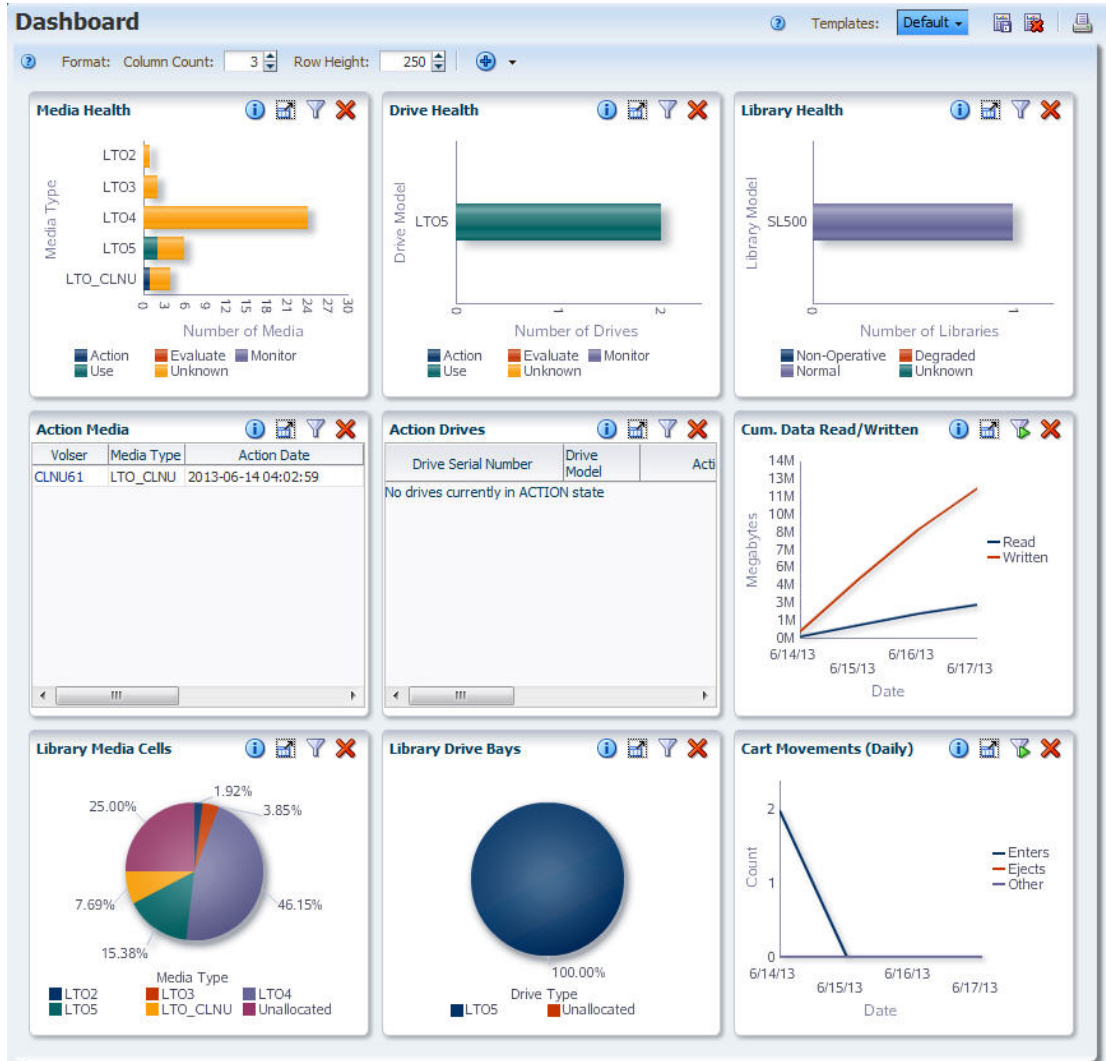 Dashboard
Templates: Default
Format: Column Count: 3 Row Height: 250
Media Health
Media Type
LTO2
LTO3
LTO4
LTO5
LTO_CLNU
0 3 6 9 12 15 18 21 24 27 30
Number of Media
Action Evaluate Monitor
Use Unknown
Drive Health
Drive Model
LTO5
0 1 2
Number of Drives
Action Evaluate Monitor
Use Unknown
Library Health
Library Model
SL500
0 1
Number of Libraries
Non-Operative Degraded
Normal Unknown
Action Media
Volser Media Type Action Date
CLNU61 LTO_CLNU 2013-06-14 04:02:59
Action Drives
Drive Serial Number Drive Model Acti
No drives currently in ACTION state
Cum. Data Read/Written
Megabytes
14M
13M
11M
10M
8M
7M
6M
4M
3M
1M
0M
Read
Written
6/14/13 6/15/13 6/16/13 6/17/13
Date
Library Media Cells
1.92%
3.85%
46.15%
15.38%
7.69%
25.00%
Media Type
LTO2 LTO3 LTO4
LTO5 LTO_CLNU Unallocated
Library Drive Bays
100.00%
Drive Type
LTO5 Unallocated
Cart Movements (Daily)
Count
2
1
0
Enters
Ejects
Other
6/14/13 6/15/13 6/16/13 6/17/13
Date